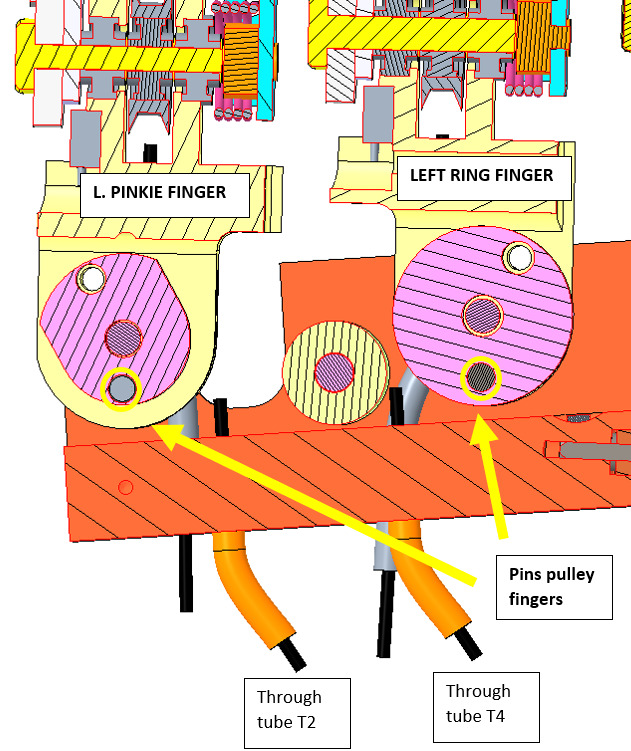 L. PINKIE FINGER
LEFT RING FINGER
Pins pulley
fingers
Through
tube T2
Through
tube T4